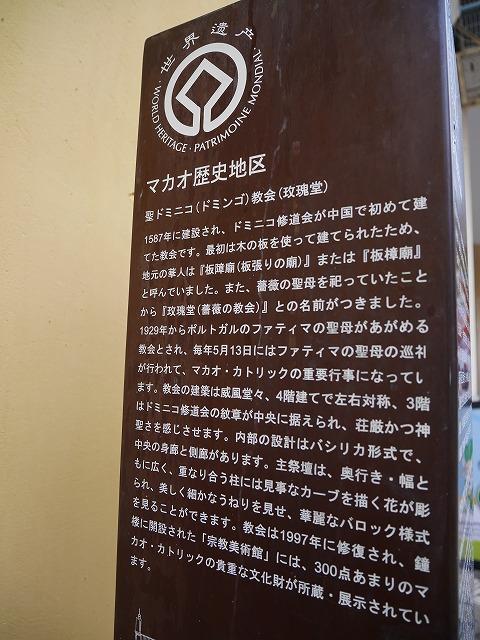 世界遗产
·WORLD HERITAGE·PATRIMOINE MONDIAL
マカオ歴史地区
聖ドミニコ(ドミンゴ)教会(玫瑰堂)
1587年に建設され、ドミニコ修道会が中国で初めて建
てた教会です。最初は木の板を使って建てられたため、
地元の華人は『板障廟(板張りの廟)』または『板樟廟』
と呼んでいました。また、薔薇の聖母を祀っていたこと
から『玫瑰堂(薔薇の教会)』との名前がつきました。
1929年からポルトガルのファティマの聖母があがめる
教会とされ、毎年5月13日にはファティマの聖母の巡礼
が行われて、マカオ・カトリックの重要行事になってい
ます。教会の建築は威風堂々、4階建てで左右対称、3階
はドミニコ修道会の紋章が中央に据えられ、荘厳かつ神
聖さを感じさせます。内部の設計はバシリカ形式で、
中央の身廊と側廊があります。主祭壇は、奥行き・幅と
もに広く、重なり合う柱には見事なカーブを描く花が彫
られ、美しく細かなうねりを見せ、華麗なバロック様式
を見ることができます。教会は1997年に修復され、鐘
楼に開設された「宗教美術館」には、300点あまりのマ
カオ・カトリックの貴重な文化財が所蔵・展示されてい
ます。